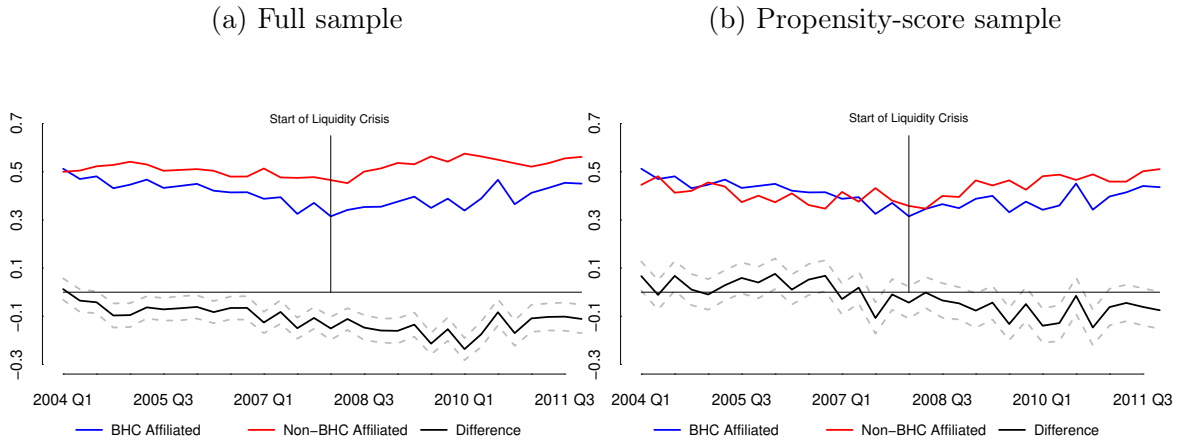 (a) Full sample
Start of Liquidity Crisis
0.7
0.5
0.3
0.1
−0.1
−0.3
2004 Q1 2005 Q3 2007 Q1 2008 Q3 2010 Q1 2011 Q3
BHC Affiliated Non−BHC Affiliated Difference
(b) Propensity-score sample
Start of Liquidity Crisis
0.7
0.5
0.3
0.1
−0.1
−0.3
2004 Q1 2005 Q3 2007 Q1 2008 Q3 2010 Q1 2011 Q3
BHC Affiliated Non−BHC Affiliated Difference